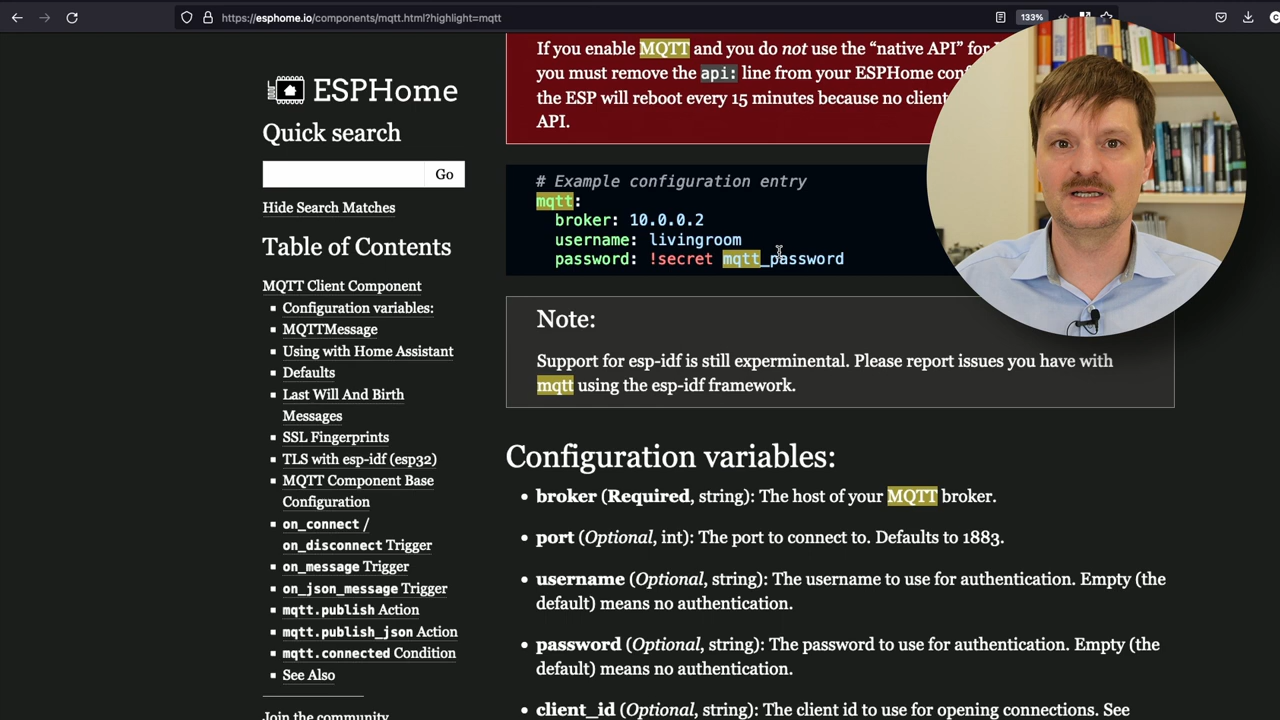 https://esphome.io/components/mqtt.html?highlight=mqtt
133%
ESPHome
Quick search
Go
Hide Search Matches
Table of Contents
MQTT Client Component
Configuration variables:
MQTTMessage
Using with Home Assistant
Defaults
Last Will And Birth
Messages
SSL Fingerprints
TLS with esp-idf (esp32)
MQTT Component Base
Configuration
on_connect /
on_disconnect Trigger
on_message Trigger
on_json_message Trigger
mqtt.publish Action
mqtt.publish_json Action
mqtt.connected Condition
See Also
Join the community
If you enable MQTT and you do not use the “native API” for
you must remove the api: line from your ESPHome
the ESP will reboot every 15 minutes because no
API.
# Example configuration entry
mqtt:
broker: 10.0.0.2
username: livingroom
password: !secret mqtt_password
Note:
Support for esp-idf is still experminental. Please report issues you have with
mqtt using the esp-idf framework.
Configuration variables:
broker (Required, string): The host of your MQTT broker.
port (Optional, int): The port to connect to. Defaults to 1883.
username (Optional, string): The username to use for authentication. Empty (the
default) means no authentication.
password (Optional, string): The password to use for authentication. Empty (the
default) means no authentication.
client_id (Optional, string): The client id to use for opening connections. See